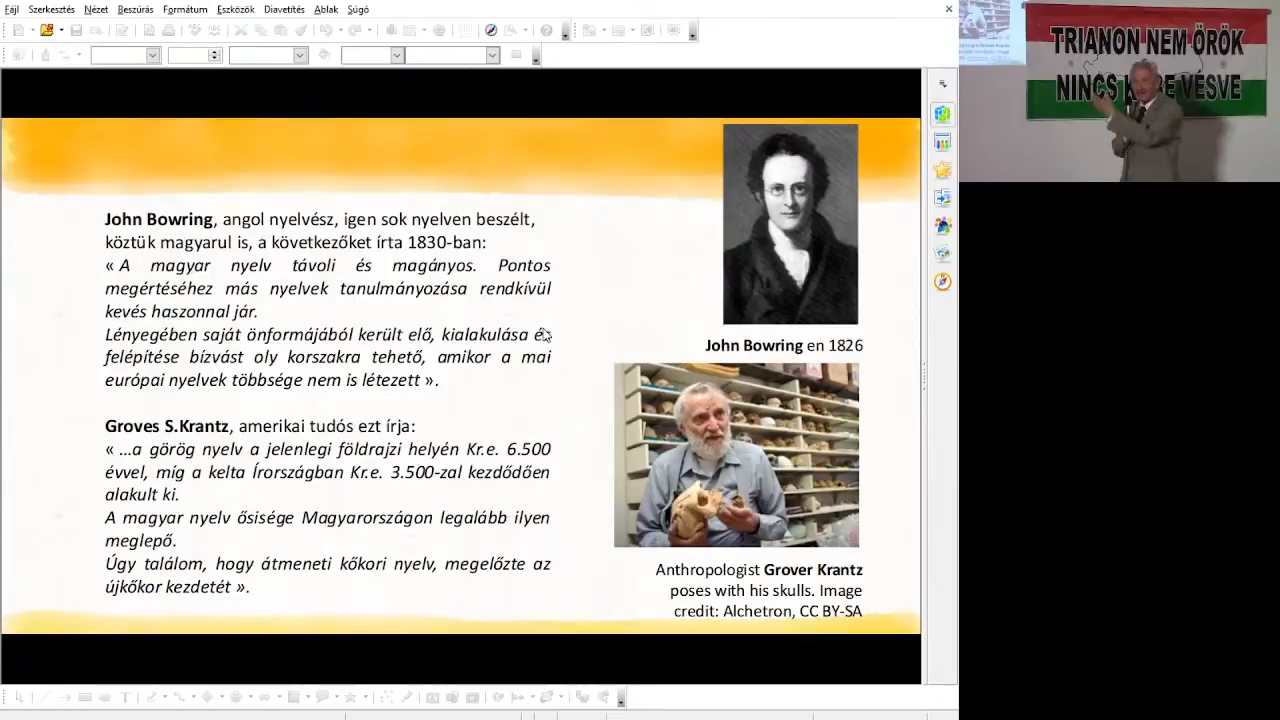 Fájl Szerkesztés Nézet Beszúrás Formátum Eszközök Diavetítés Ablak Súgó
John Bowring, angol nyelvész, igen sok nyelven beszélt,
köztük magyarul is, a következőket írta 1830-ban:
« A magyar nyelv távoli és magányos. Pontos
megértéséhez más nyelvek tanulmányozása rendkívül
kevés haszonnal jár.
Lényegében saját önformájából került elő, kialakulása és
felépítése bízvást oly korszakra tehető, amikor a mai
európai nyelvek többsége nem is létezett ».
Groves S.Krantz, amerikai tudós ezt írja:
« ...a görög nyelv a jelenlegi földrajzi helyén Kr.e. 6.500
évvel, míg a kelta Írországban Kr.e. 3.500-zal kezdődően
alakult ki.
A magyar nyelv ősisége Magyarországon legalább ilyen
meglepő.
Úgy találom, hogy átmeneti kőkori nyelv, megelőzte az
újkőkor kezdetét ».
John Bowring en 1826
Anthropologist Grover Krantz
poses with his skulls. Image
credit: Alchetron, CC BY-SA
TRIANON NEM ÖRÖK
NINCS VÉSVE